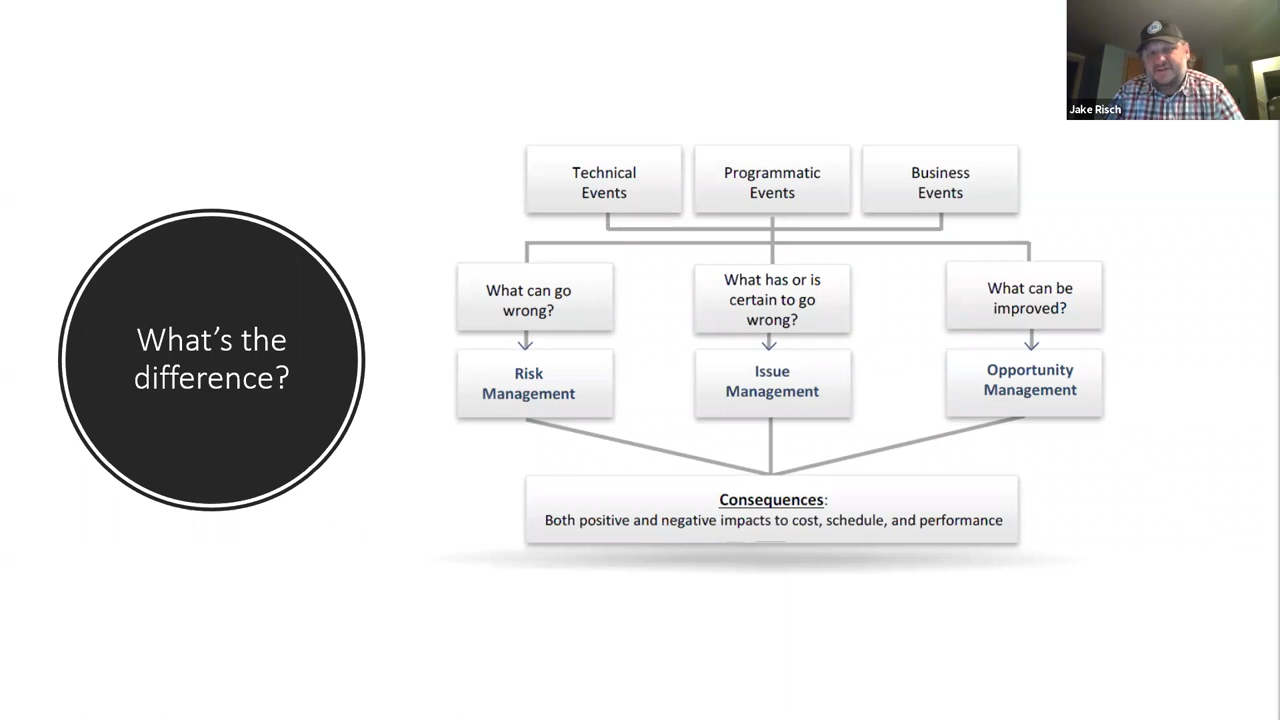 Jake Risch
What's the
difference?
Technical
Events
Programmatic
Events
Business
Events
What can go
wrong?
What has or is
certain to go
wrong?
What can be
improved?
Risk
Management
Issue
Management
Opportunity
Management
Consequences:
Both positive and negative impacts to cost, schedule, and performance